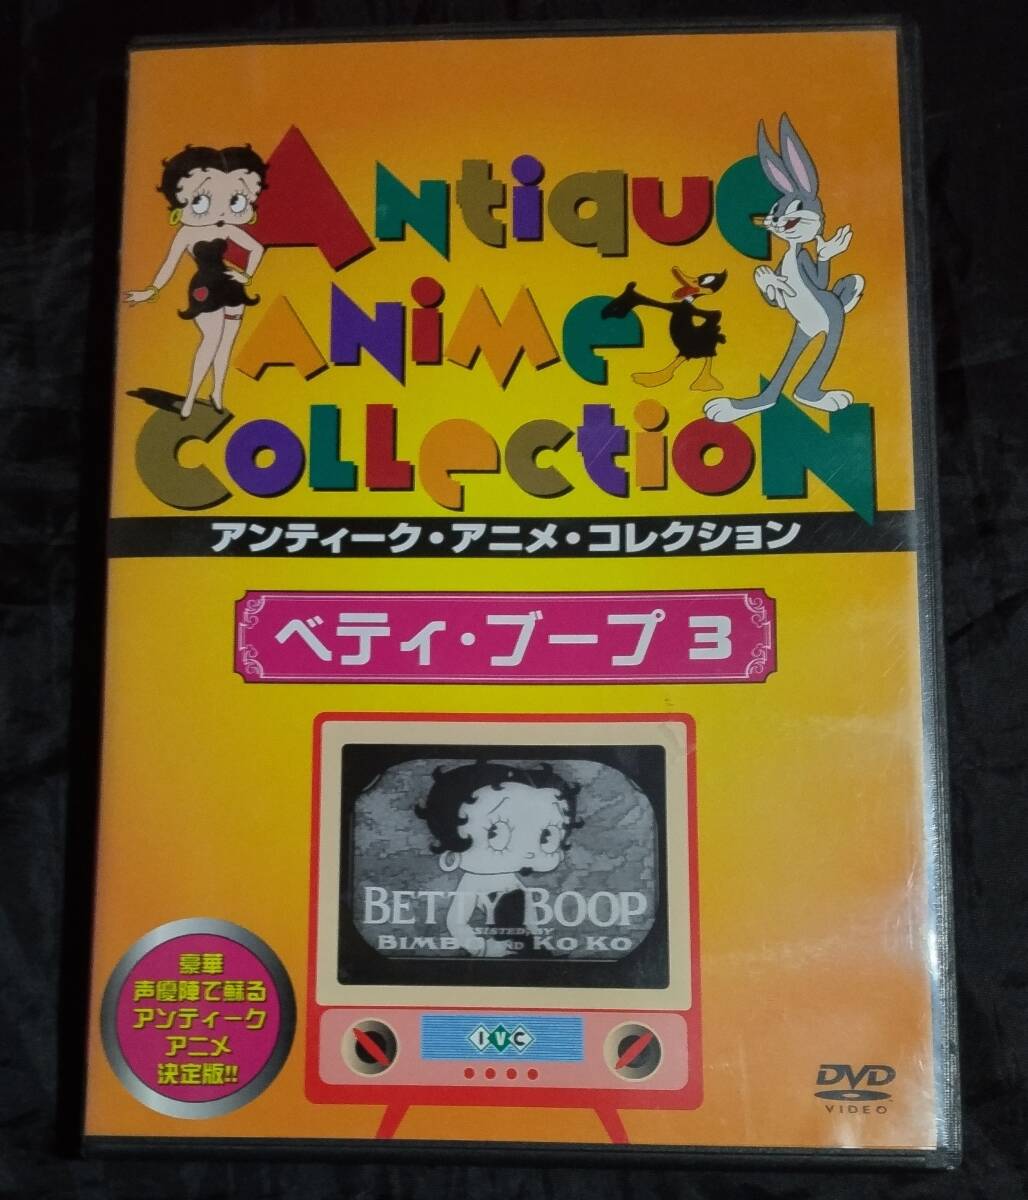 Antique
Anime
Collection
アンティーク・アニメ・コレクション
ベティ・ブープ 3
BETTY BOOP
BIMBO AND KO KO
IVC
豪華
声優陣で蘇る
アンティーク
アニメ
決定版!!
DVD
VIDEO